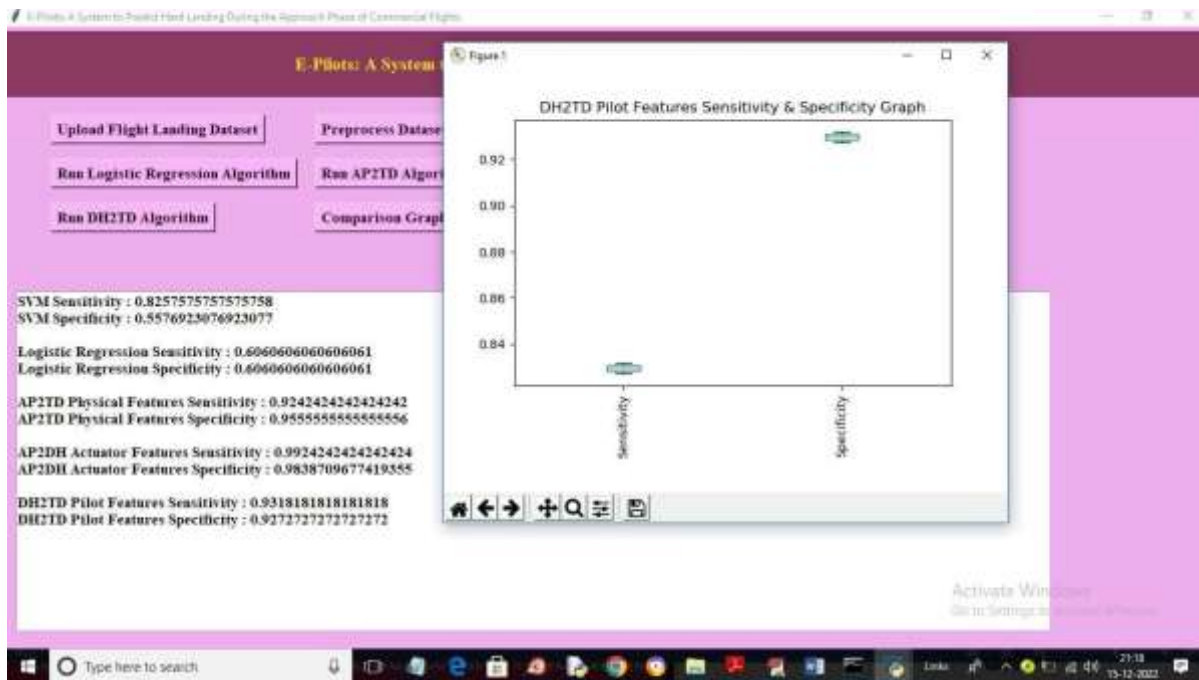 E-Pilots: A System to Predict Hard Landing During the Approach Phase of Commercial Flights
E-Pilots: A System
Upload Flight Landing Dataset
Preprocess Datase
Run Logistic Regression Algorithm
Run AP2TD Algori
Run DH2TD Algorithm
Comparison Grap
SVM Sensitivity : 0.8257575757575758
SVM Specificity : 0.5576923076923077
Logistic Regression Sensitivity : 0.6060606060606061
Logistic Regression Specificity : 0.6060606060606061
AP2TD Physical Features Sensitivity : 0.9242424242424242
AP2TD Physical Features Specificity : 0.9555555555555556
AP2DH Actuator Features Sensitivity : 0.9924242424242424
AP2DH Actuator Features Specificity : 0.9838709677419355
DH2TD Pilot Features Sensitivity : 0.9318181818181818
DH2TD Pilot Features Specificity : 0.9272727272727272
Figure 1
DH2TD Pilot Features Sensitivity & Specificity Graph
0.92
0.90
0.88
0.86
0.84
Sensitivity
Specificity
Activate Windows
Go to Settings to
Type here to search
Links
21:18
15-12-2022